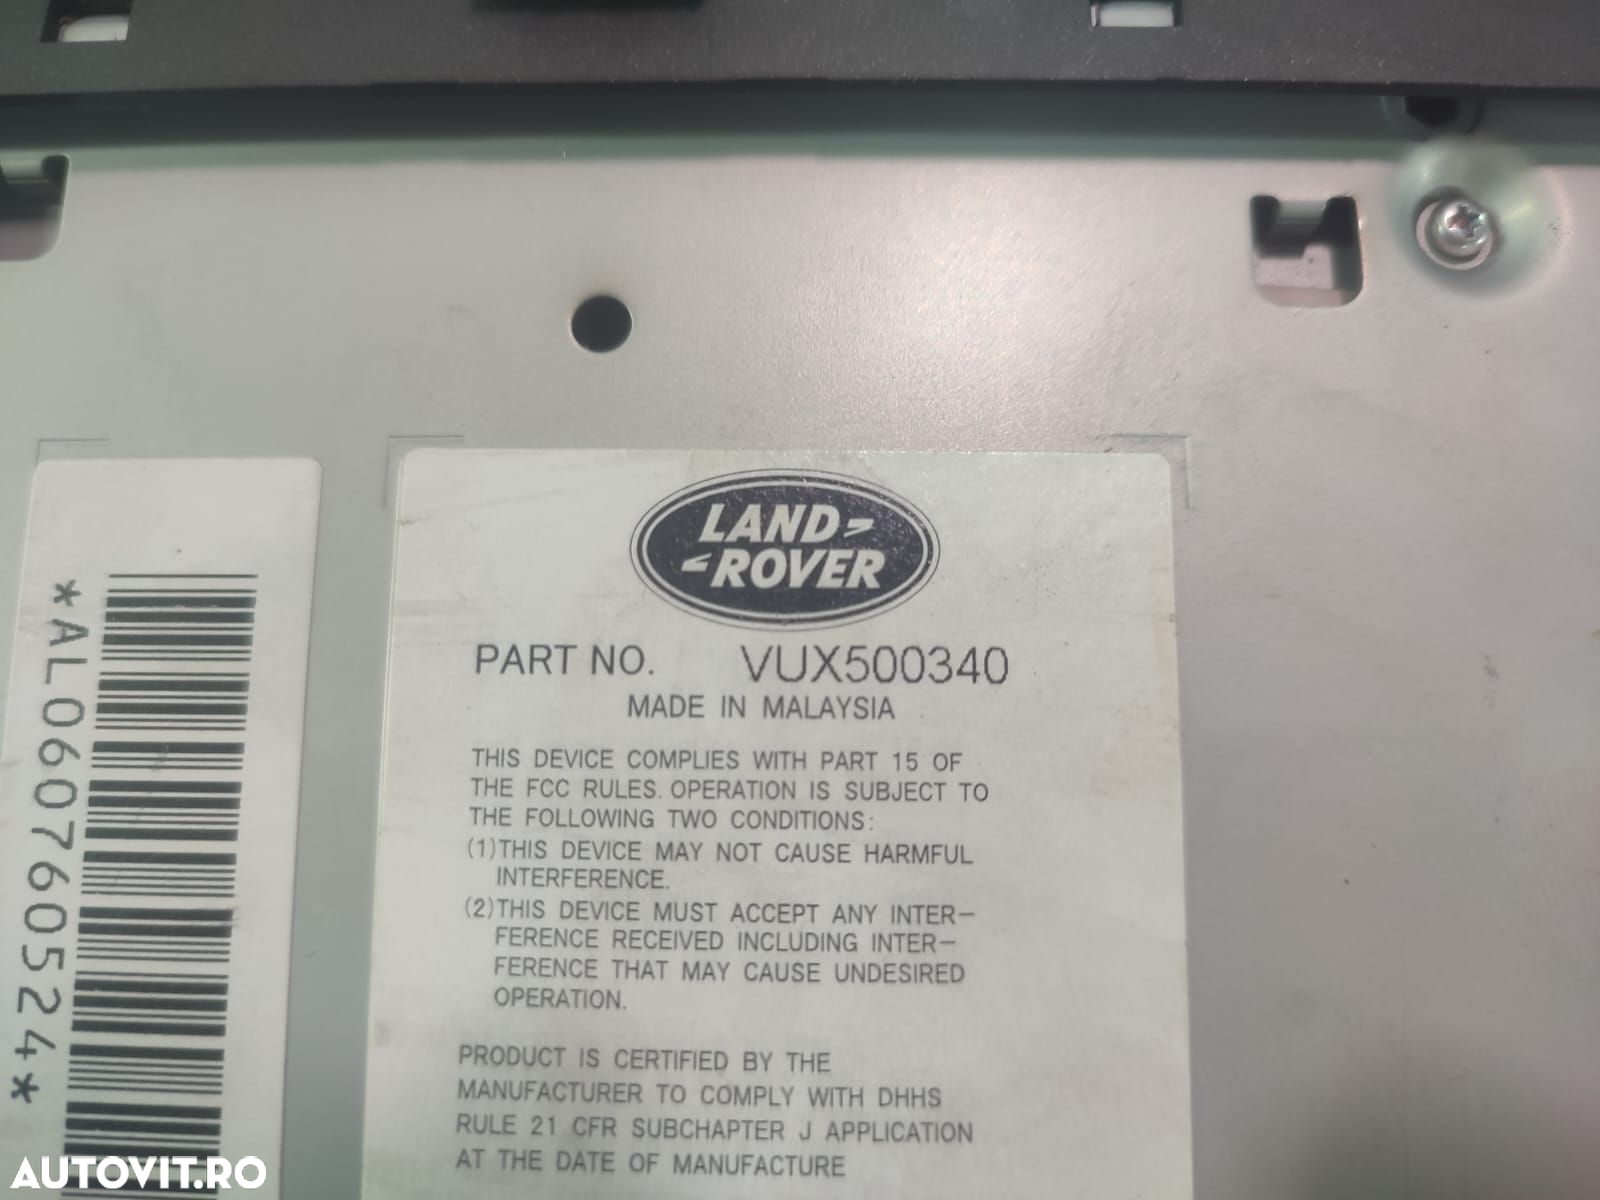 LAND
ROVER
PART NO. VUX500340
MADE IN MALAYSIA
THIS DEVICE COMPLIES WITH PART 15 OF
THE FCC RULES. OPERATION IS SUBJECT TO
THE FOLLOWING TWO CONDITIONS:
(1)THIS DEVICE MAY NOT CAUSE HARMFUL
INTERFERENCE.
(2)THIS DEVICE MUST ACCEPT ANY INTER–
FERENCE RECEIVED INCLUDING INTER–
FERENCE THAT MAY CAUSE UNDESIRED
OPERATION.
PRODUCT IS CERTIFIED BY THE
MANUFACTURER TO COMPLY WITH DHHS
RULE 21 CFR SUBCHAPTER J APPLICATION
AT THE DATE OF MANUFACTURE
*AL060760524*
AUTOVIT.RO